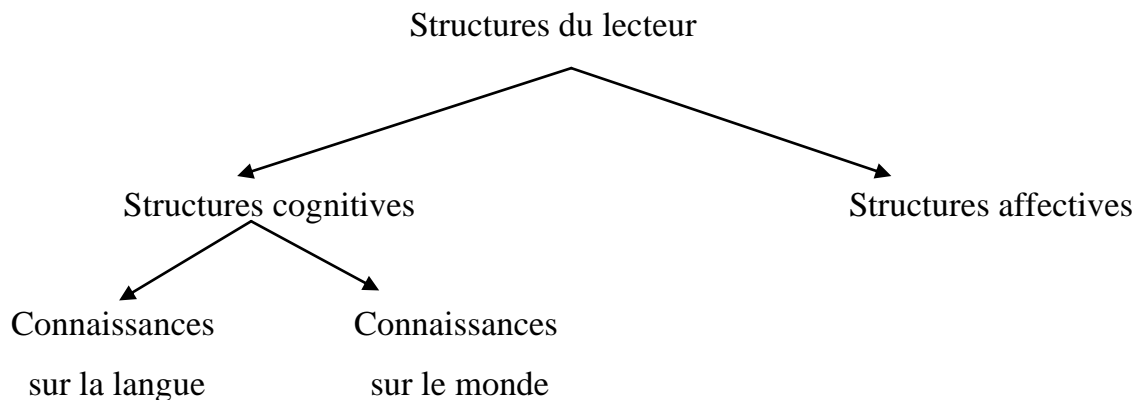 Structures du lecteur
Structures cognitives
Structures affectives
Connaissances
sur la langue
Connaissances
sur le monde